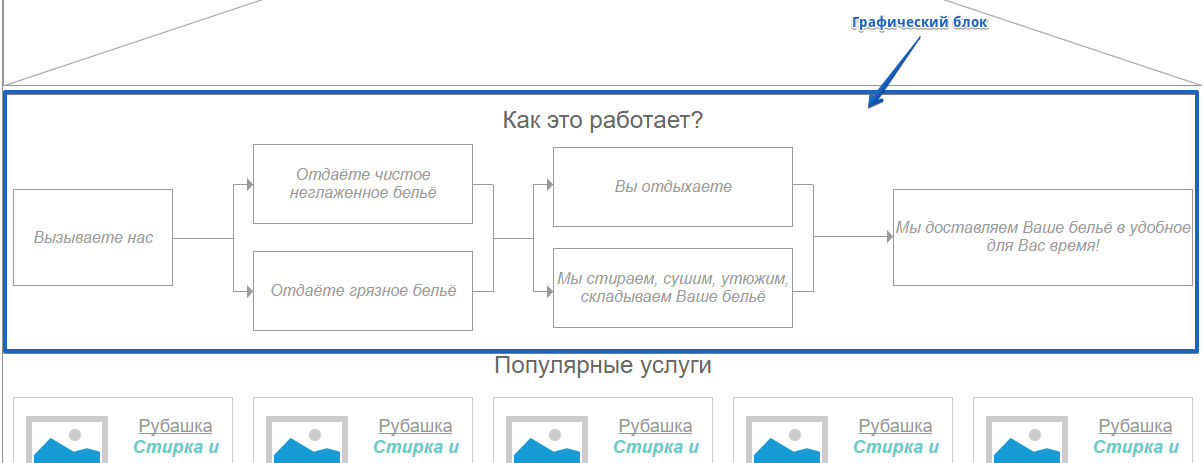 Графический блок
Как это работает?
Вызываете нас
Отдаёте чистое
неглаженное бельё
Отдаёте грязное бельё
Вы отдыхаете
Мы стираем, сушим, утюжим,
складываем Ваше бельё
Мы доставляем Ваше бельё в удобное
для Вас время!
Популярные услуги
Рубашка
Стирка и
Рубашка
Стирка и
Рубашка
Стирка и
Рубашка
Стирка и
Рубашка
Стирка и